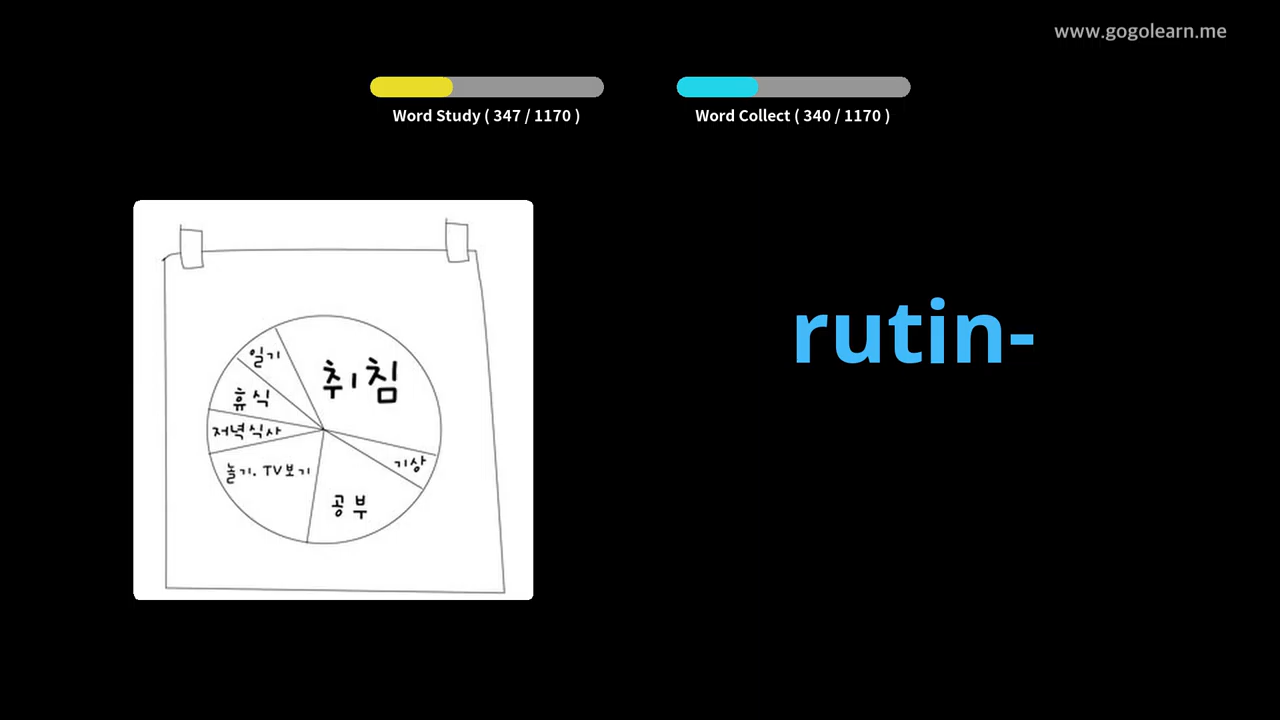 www.gogolearn.me
Word Study ( 347 / 1170 )
Word Collect ( 340 / 1170 )
일기
취침
휴식
저녁식사
기상
놀기. TV보기
공부
rutin-